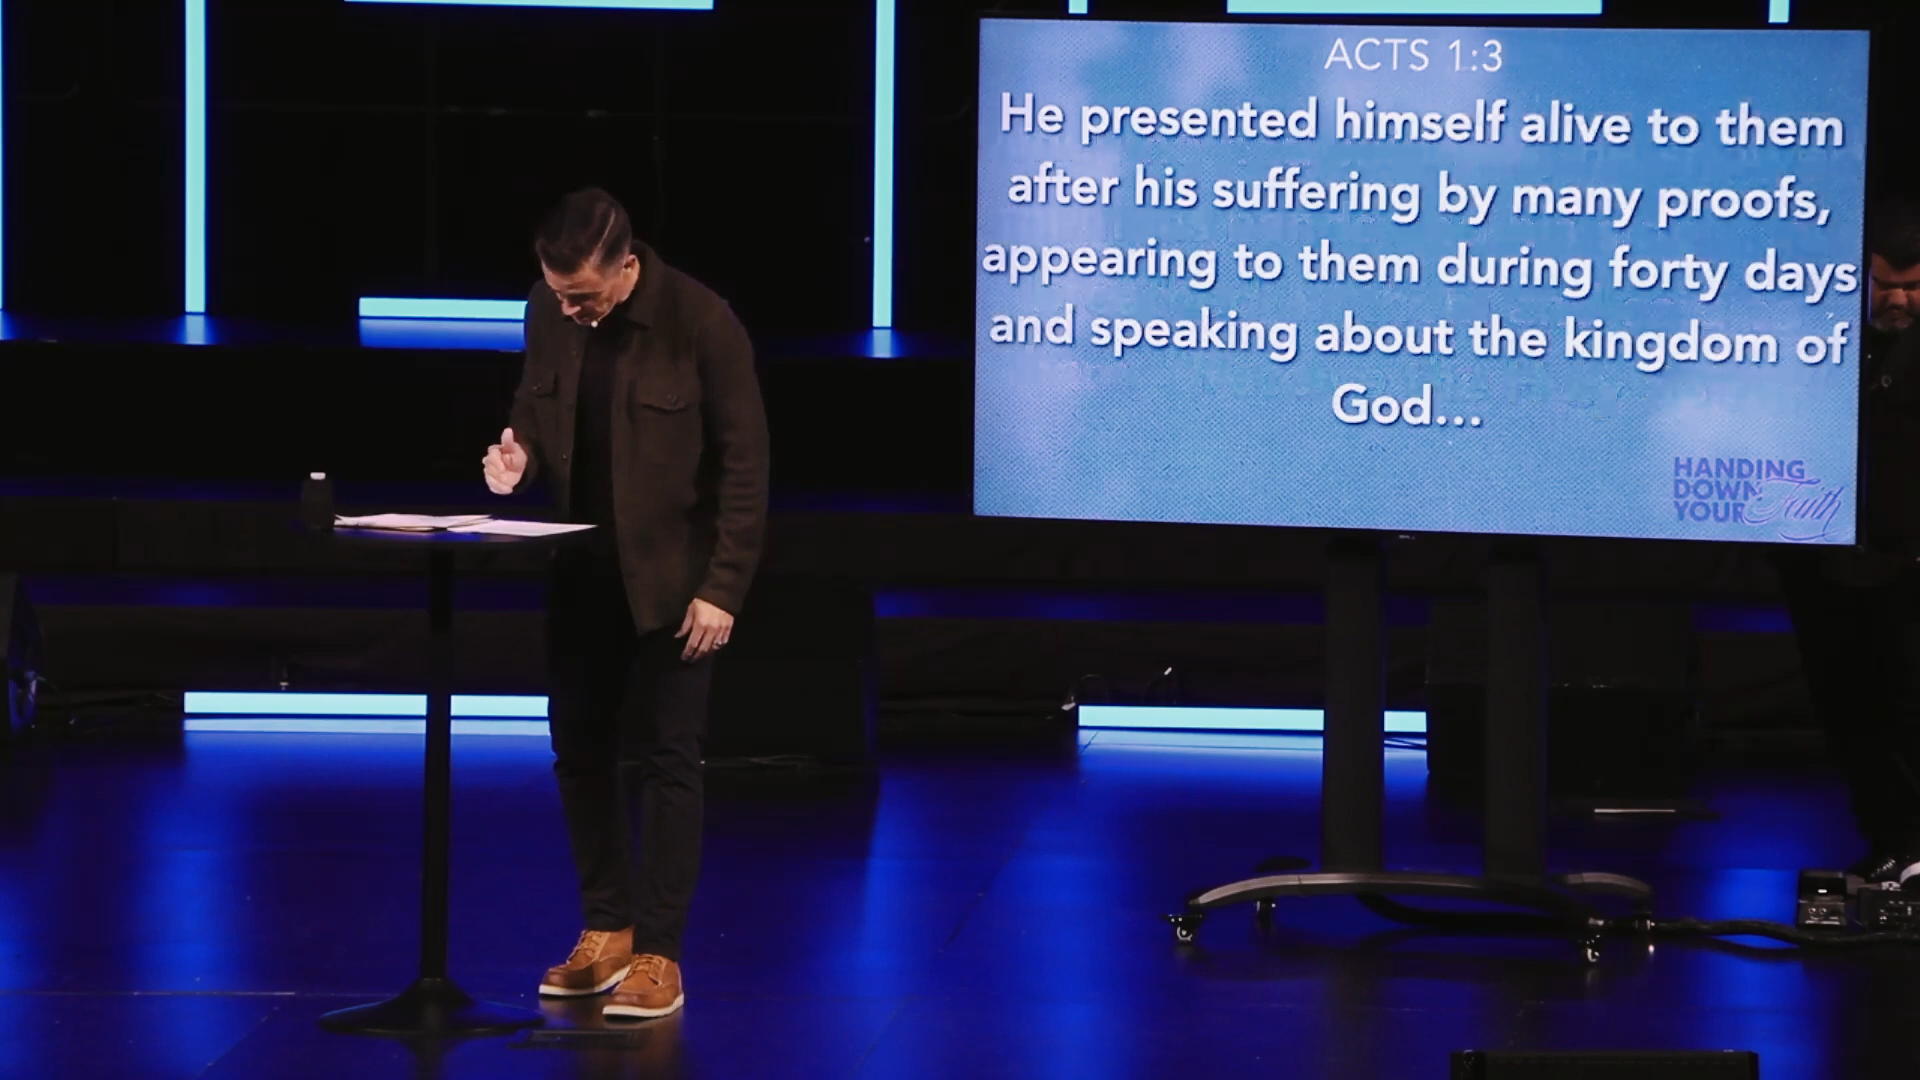 ACTS 1:3
He presented himself alive to them
after his suffering by many proofs,
appearing to them during forty days
and speaking about the kingdom of
God...
HANDING
DOWN
YOUR Faith